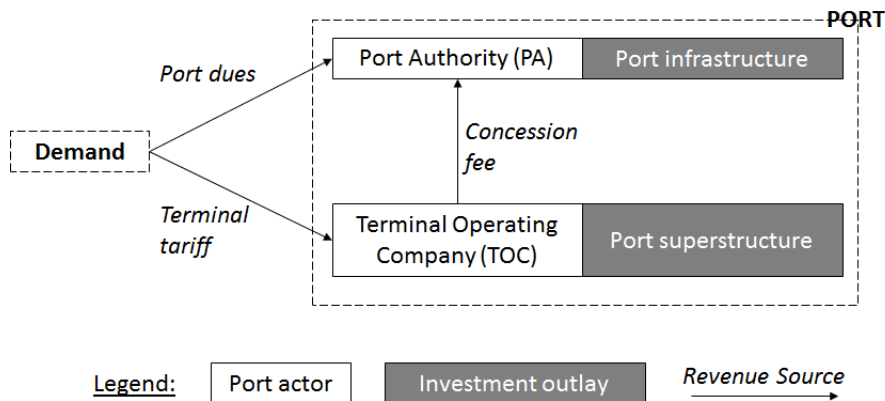 PORT
Port Authority (PA)
Port infrastructure
Port dues
Concession
fee
Demand
Terminal
tariff
Terminal Operating
Company (TOC)
Port superstructure
Legend:
Port actor
Investment outlay
Revenue Source